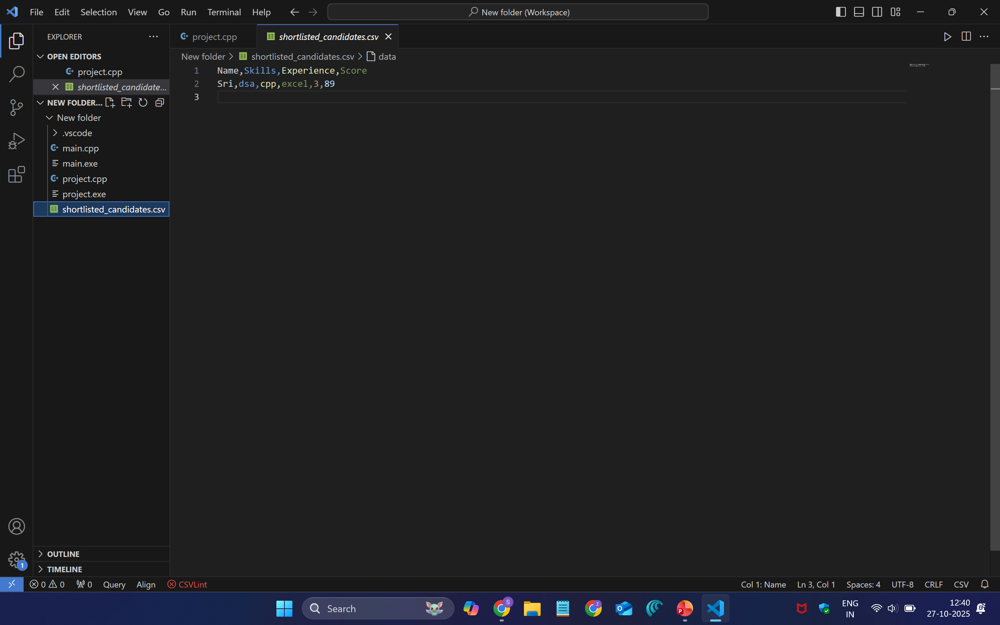 File Edit Selection View Go Run Terminal Help
New folder (Workspace)
EXPLORER
OPEN EDITORS
project.cpp
shortlisted_candidate...
NEW FOLDER...
New folder
.vscode
main.cpp
main.exe
project.cpp
project.exe
shortlisted_candidates.csv
OUTLINE
TIMELINE
project.cpp
shortlisted_candidates.csv
New folder > shortlisted_candidates.csv > data
1 Name,Skills,Experience,Score
2 Sri,dsa,cpp,excel,3,89
3
1
0 0 0 Query Align CSVLint
Col 1: Name Ln 3, Col 1 Spaces: 4 UTF-8 CRLF CSV
Search
S
Z
P
ENG
IN
12:40
27-10-2025